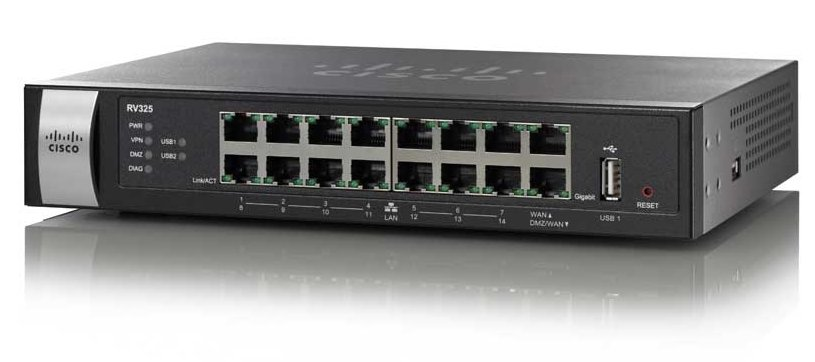 CISCO
RV325
PWR
VPN USB1
DMZ USB2
DIAG
CISCO
Link/ACT
Gigabit
USB 1
RESET
1 2 3 4 5 6 7 WAN▲
8 9 10 11 LAN 12 13 14 DMZ/WAN▼